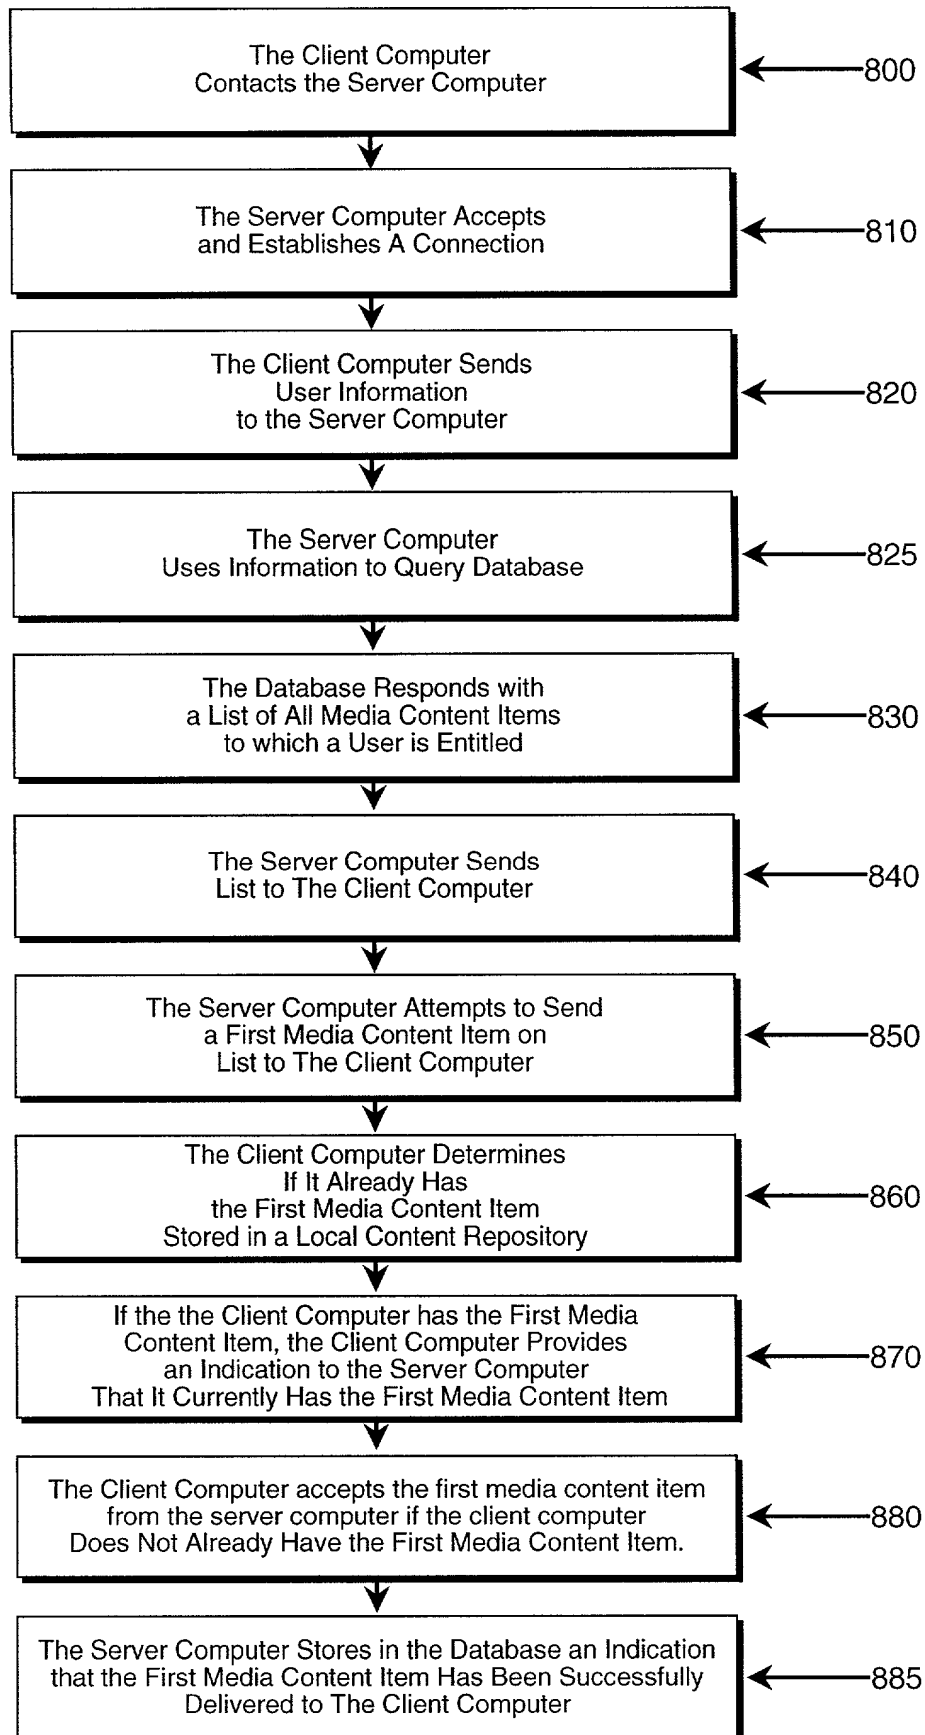 The Client Computer
Contacts the Server Computer
800
The Server Computer Accepts
and Establishes A Connection
810
The Client Computer Sends
User Information
to the Server Computer
820
The Server Computer
Uses Information to Query Database
825
The Database Responds with
a List of All Media Content Items
to which a User is Entitled
830
The Server Computer Sends
List to The Client Computer
840
The Server Computer Attempts to Send
a First Media Content Item on
List to The Client Computer
850
The Client Computer Determines
If It Already Has
the First Media Content Item
Stored in a Local Content Repository
860
If the the Client Computer has the First Media
Content Item, the Client Computer Provides
an Indication to the Server Computer
That It Currently Has the First Media Content Item
870
The Client Computer accepts the first media content item
from the server computer if the client computer
Does Not Already Have the First Media Content Item.
880
The Server Computer Stores in the Database an Indication
that the First Media Content Item Has Been Successfully
Delivered to The Client Computer
885